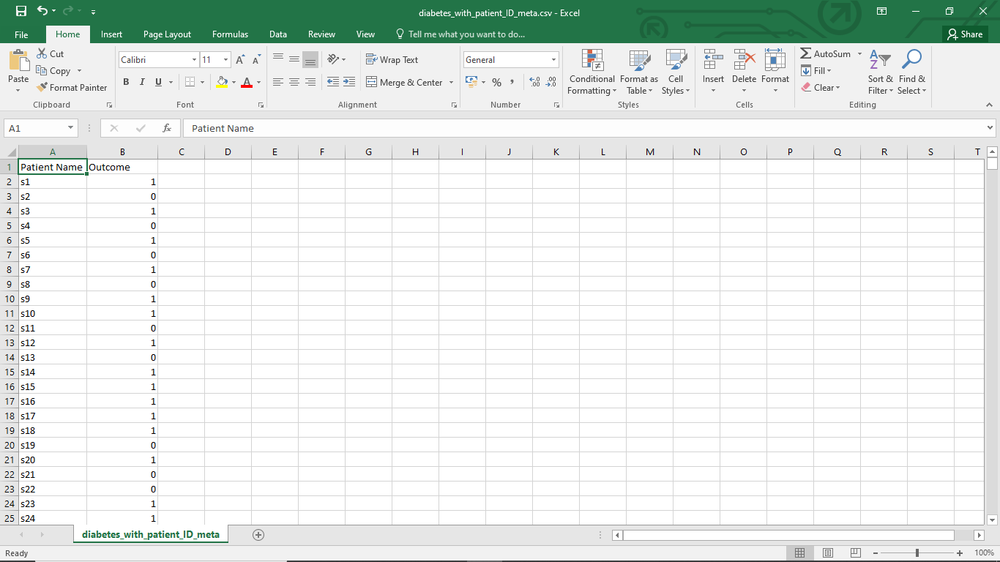 diabetes_with_patient_ID_meta.csv - Excel
File Home Insert Page Layout Formulas Data Review View Tell me what you want to do... Share
Paste Cut Copy Format Painter Clipboard
Calibri 11 B I U A A A Font
Wrap Text Merge & Center Alignment
General % , .0 .00 .00 .0 Number
Conditional Formatting Format as Table Cell Styles Styles
Insert Delete Format Cells
AutoSum Fill Clear Sort & Filter Find & Select Editing
A1 fx Patient Name
A B C D E F G H I J K L M N O P Q R S T
1 Patient Name Outcome
2 s1 1
3 s2 0
4 s3 1
5 s4 0
6 s5 1
7 s6 0
8 s7 1
9 s8 0
10 s9 1
11 s10 1
12 s11 0
13 s12 1
14 s13 0
15 s14 1
16 s15 1
17 s16 1
18 s17 1
19 s18 1
20 s19 0
21 s20 1
22 s21 0
23 s22 0
24 s23 1
25 s24 1
diabetes_with_patient_ID_meta
Ready 100%